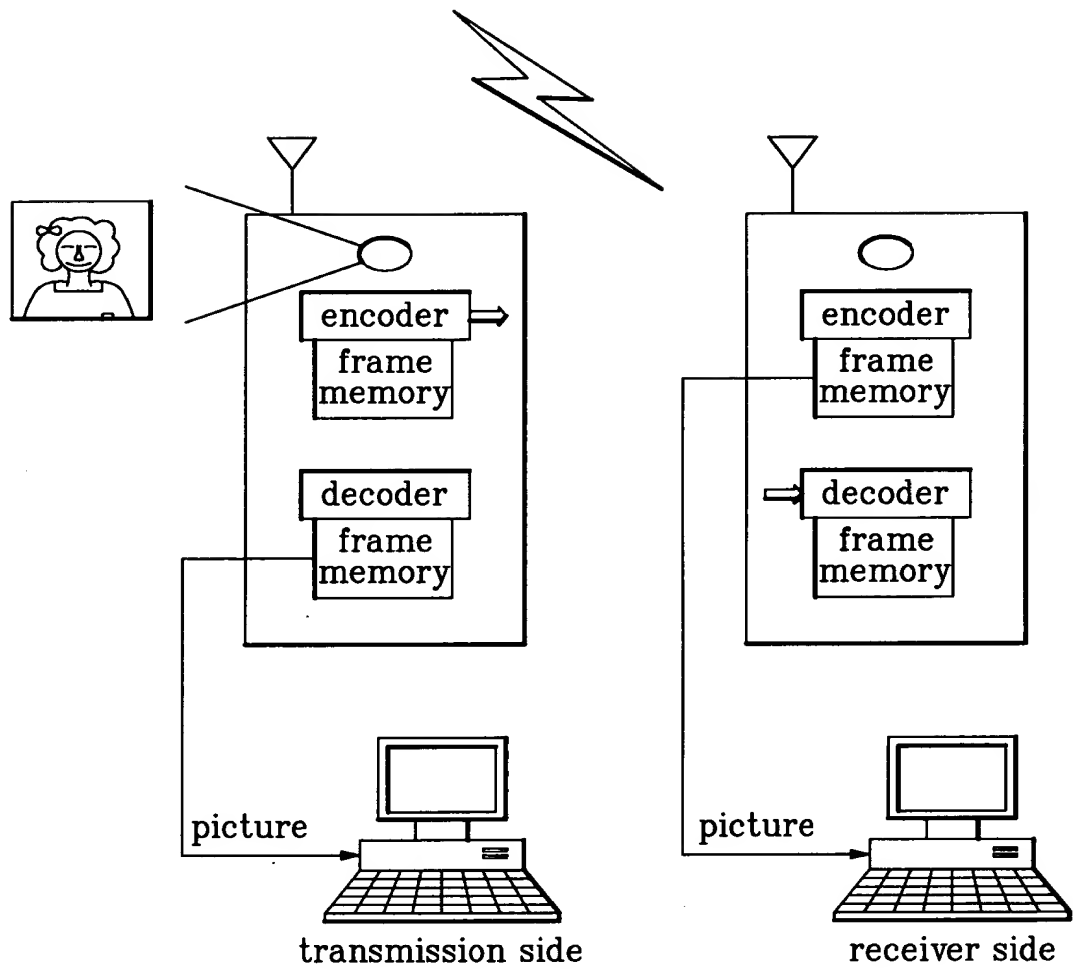 encoder
frame
memory
decoder
frame
memory
picture
transmission side
encoder
frame
memory
decoder
frame
memory
picture
receiver side